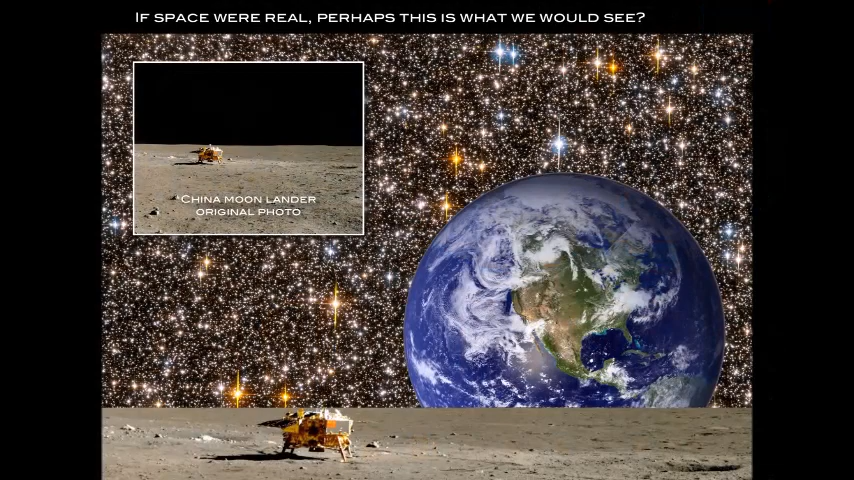 If space were real, perhaps this is what we would see?
China moon lander
original photo